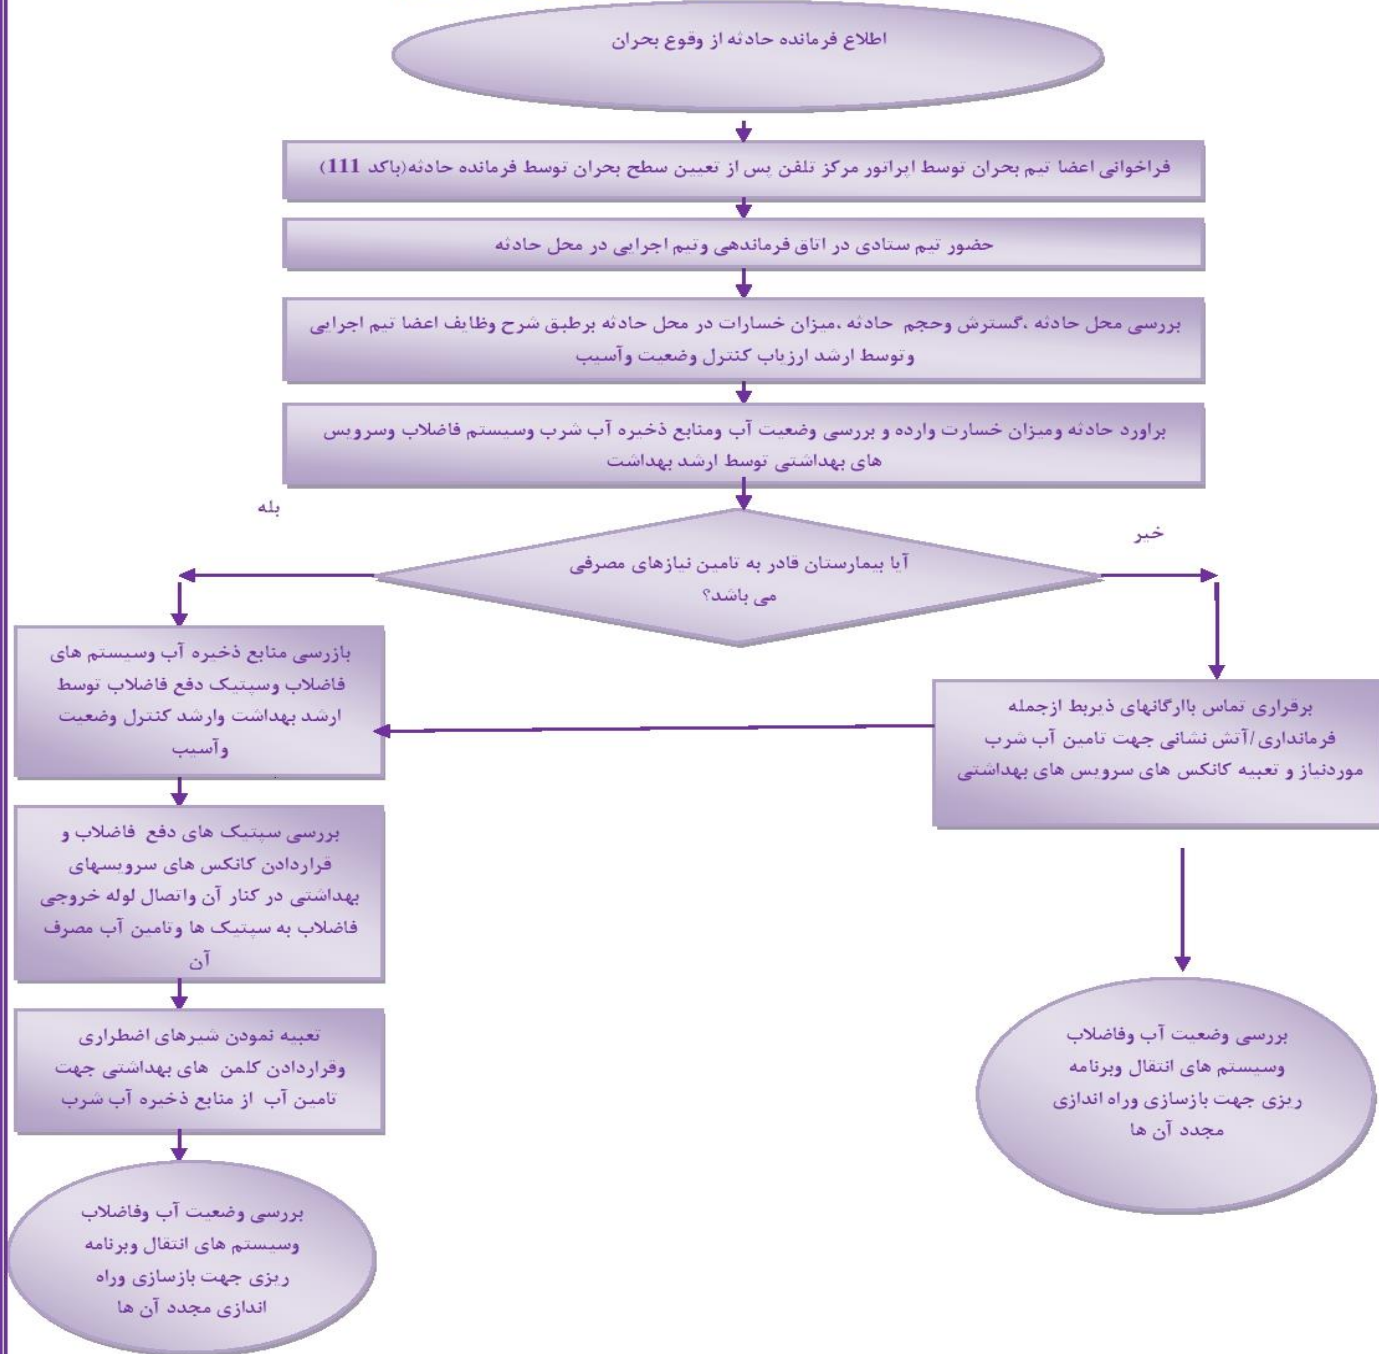 اطلاع فرمانده حادثه از وقوع بحران
فراخوانی اعضا تیم بحران توسط اپراتور مرکز تلفن پس از تعیین سطح بحران توسط فرمانده حادثه(باکد 111)
حضور تیم ستادی در اتاق فرماندهی وتیم اجرایی در محل حادثه
بررسی محل حادثه ،گسترش وحجم حادثه ،میزان خسارات در محل حادثه برطبق شرح وظایف اعضا تیم اجرایی
وتوسط ارشد ارزیاب کنترل وضعیت وآسیب
براورد حادثه ومیزان خسارت وارده و بررسی وضعیت آب ومنابع ذخیره آب شرب وسیستم فاضلاب وسرویس
های بهداشتی توسط ارشد بهداشت
بله
خیر
آیا بیمارستان قادر به تامین نیازهای مصرفی
می باشد؟
برقراری تماس باارگانهای ذیربط ازجمله
فرمانداری/آتش نشانی جهت تامین آب شرب
موردنیاز و تعبیه کانکس های سرویس های بهداشتی
بررسی وضعیت آب وفاضلاب
وسیستم های انتقال وبرنامه
ریزی جهت بازسازی وراه اندازی
مجدد آن ها
بازرسی منابع ذخیره آب وسیستم های
فاضلاب وسپتیک دفع فاضلاب توسط
ارشد بهداشت وارشد کنترل وضعیت
وآسیب
بررسی سپتیک های دفع فاضلاب و
قراردادن کانکس های سرویسهای
بهداشتی در کنار آن واتصال لوله خروجی
فاضلاب به سپتیک ها وتامین آب مصرف
آن
تعبیه نمودن شیرهای اضطراری
وقراردادن کلمن های بهداشتی جهت
تامین آب از منابع ذخیره آب شرب
بررسی وضعیت آب وفاضلاب
وسیستم های انتقال وبرنامه
ریزی جهت بازسازی وراه
اندازی مجدد آن ها